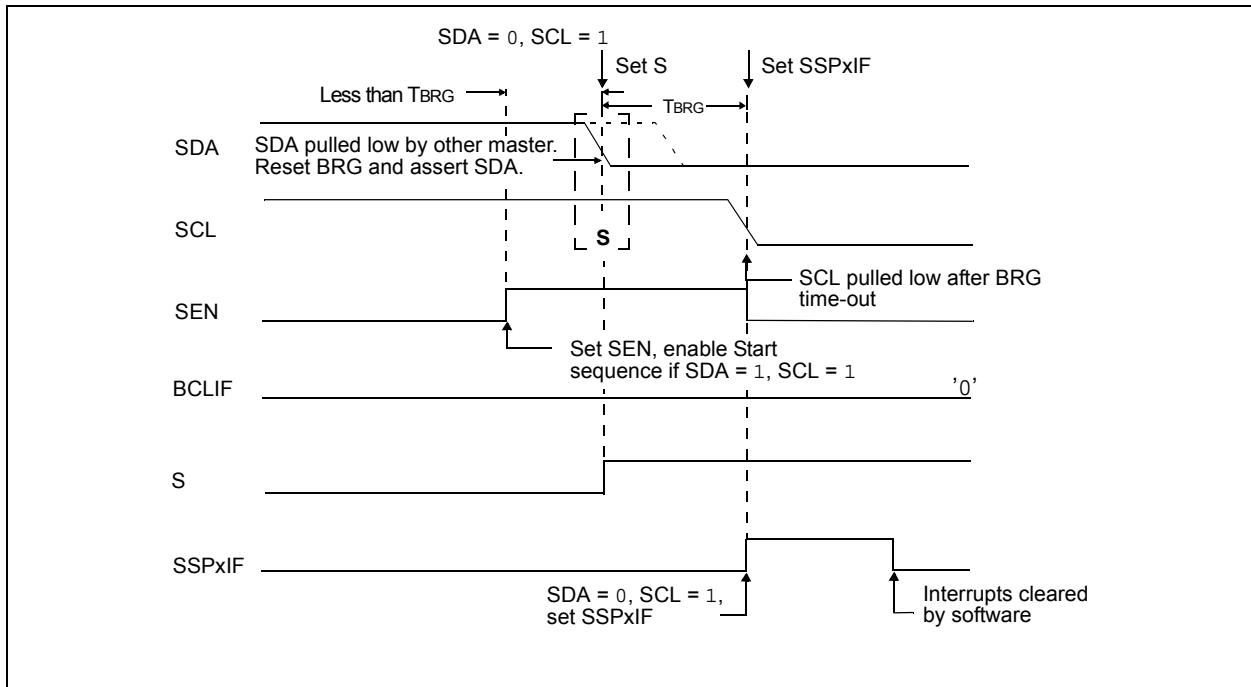 SDA = 0, SCL = 1
Set S
Set SSPxIF
Less than TBRG
TBRG
SDA
SDA pulled low by other master.
Reset BRG and assert SDA.
SCL
S
SCL pulled low after BRG
time-out
SEN
Set SEN, enable Start
sequence if SDA = 1, SCL = 1
BCLIF
'0'
S
SSPxIF
SDA = 0, SCL = 1,
set SSPxIF
Interrupts cleared
by software